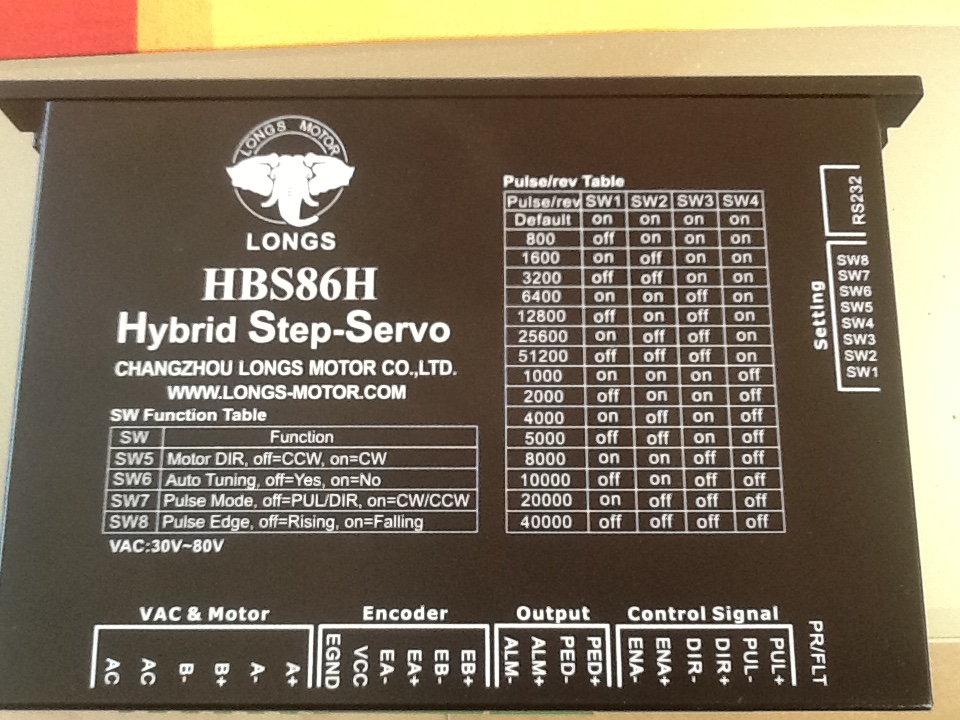 LONGS MOTOR
LONGS
HBS86H
Hybrid Step-Servo
CHANGZHOU LONGS MOTOR CO.,LTD.
WWW.LONGS-MOTOR.COM
SW Function Table
SW Function
SW5 Motor DIR, off=CCW, on=CW
SW6 Auto Tuning, off=Yes, on=No
SW7 Pulse Mode, off=PUL/DIR, on=CW/CCW
SW8 Pulse Edge, off=Rising, on=Falling
VAC:30V~80V
Pulse/rev Table
Pulse/rev SW1 SW2 SW3 SW4
Default on on on on
800 off on on on
1600 on off on on
3200 off off on on
6400 on on off on
12800 off on off on
25600 on off off on
51200 off off off on
1000 on on on off
2000 off on on off
4000 on off on off
5000 off off on off
8000 on on off off
10000 off on off off
20000 on off off off
40000 off off off off
RS232
Setting
SW8
SW7
SW6
SW5
SW4
SW3
SW2
SW1
VAC & Motor
AC
AC
B-
B+
A-
A+
Encoder
EGND
VCC
EA-
EA+
EB-
EB+
Output
ALM-
ALM+
PED-
PED+
Control Signal
ENA-
ENA+
DIR-
DIR+
PUL-
PUL+
PR/FLT